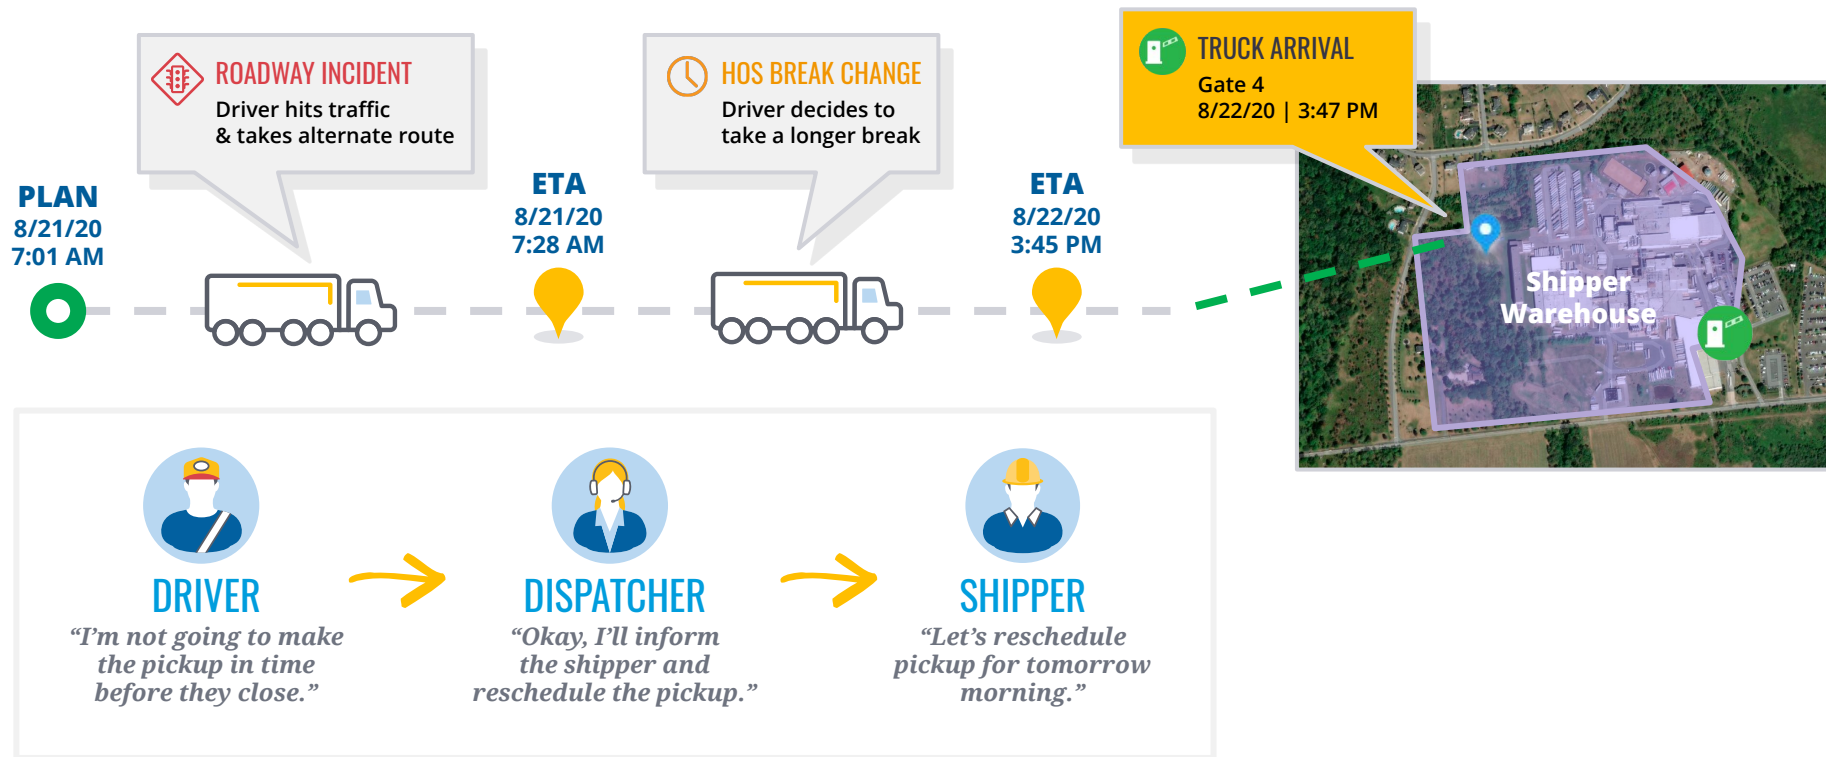 ROADWAY INCIDENT
Driver hits traffic
& takes alternate route
HOS BREAK CHANGE
Driver decides to
take a longer break
TRUCK ARRIVAL
Gate 4
8/22/20 | 3:47 PM
PLAN
8/21/20
7:01 AM
ETA
8/21/20
7:28 AM
ETA
8/22/20
3:45 PM
Shipper
Warehouse
DRIVER
“I’m not going to make
the pickup in time
before they close.”
DISPATCHER
“Okay, I’ll inform
the shipper and
reschedule the pickup.”
SHIPPER
“Let’s reschedule
pickup for tomorrow
morning.”